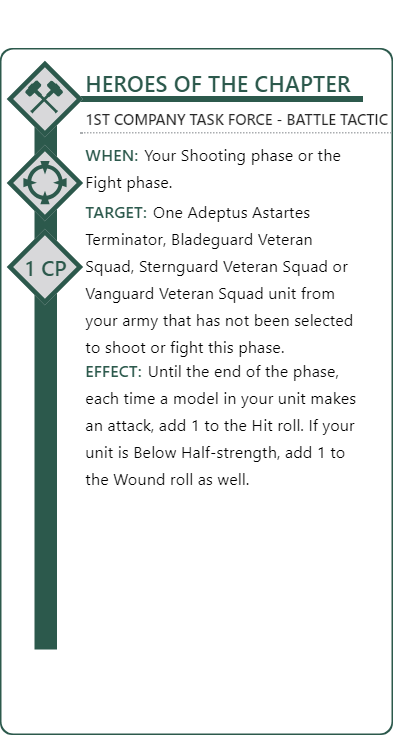 HEROES OF THE CHAPTER
1ST COMPANY TASK FORCE - BATTLE TACTIC
WHEN: Your Shooting phase or the
Fight phase.
TARGET: One Adeptus Astartes
Terminator, Bladeguard Veteran
Squad, Sternguard Veteran Squad or
Vanguard Veteran Squad unit from
your army that has not been selected
to shoot or fight this phase.
EFFECT: Until the end of the phase,
each time a model in your unit makes
an attack, add 1 to the Hit roll. If your
unit is Below Half-strength, add 1 to
the Wound roll as well.
1 CP